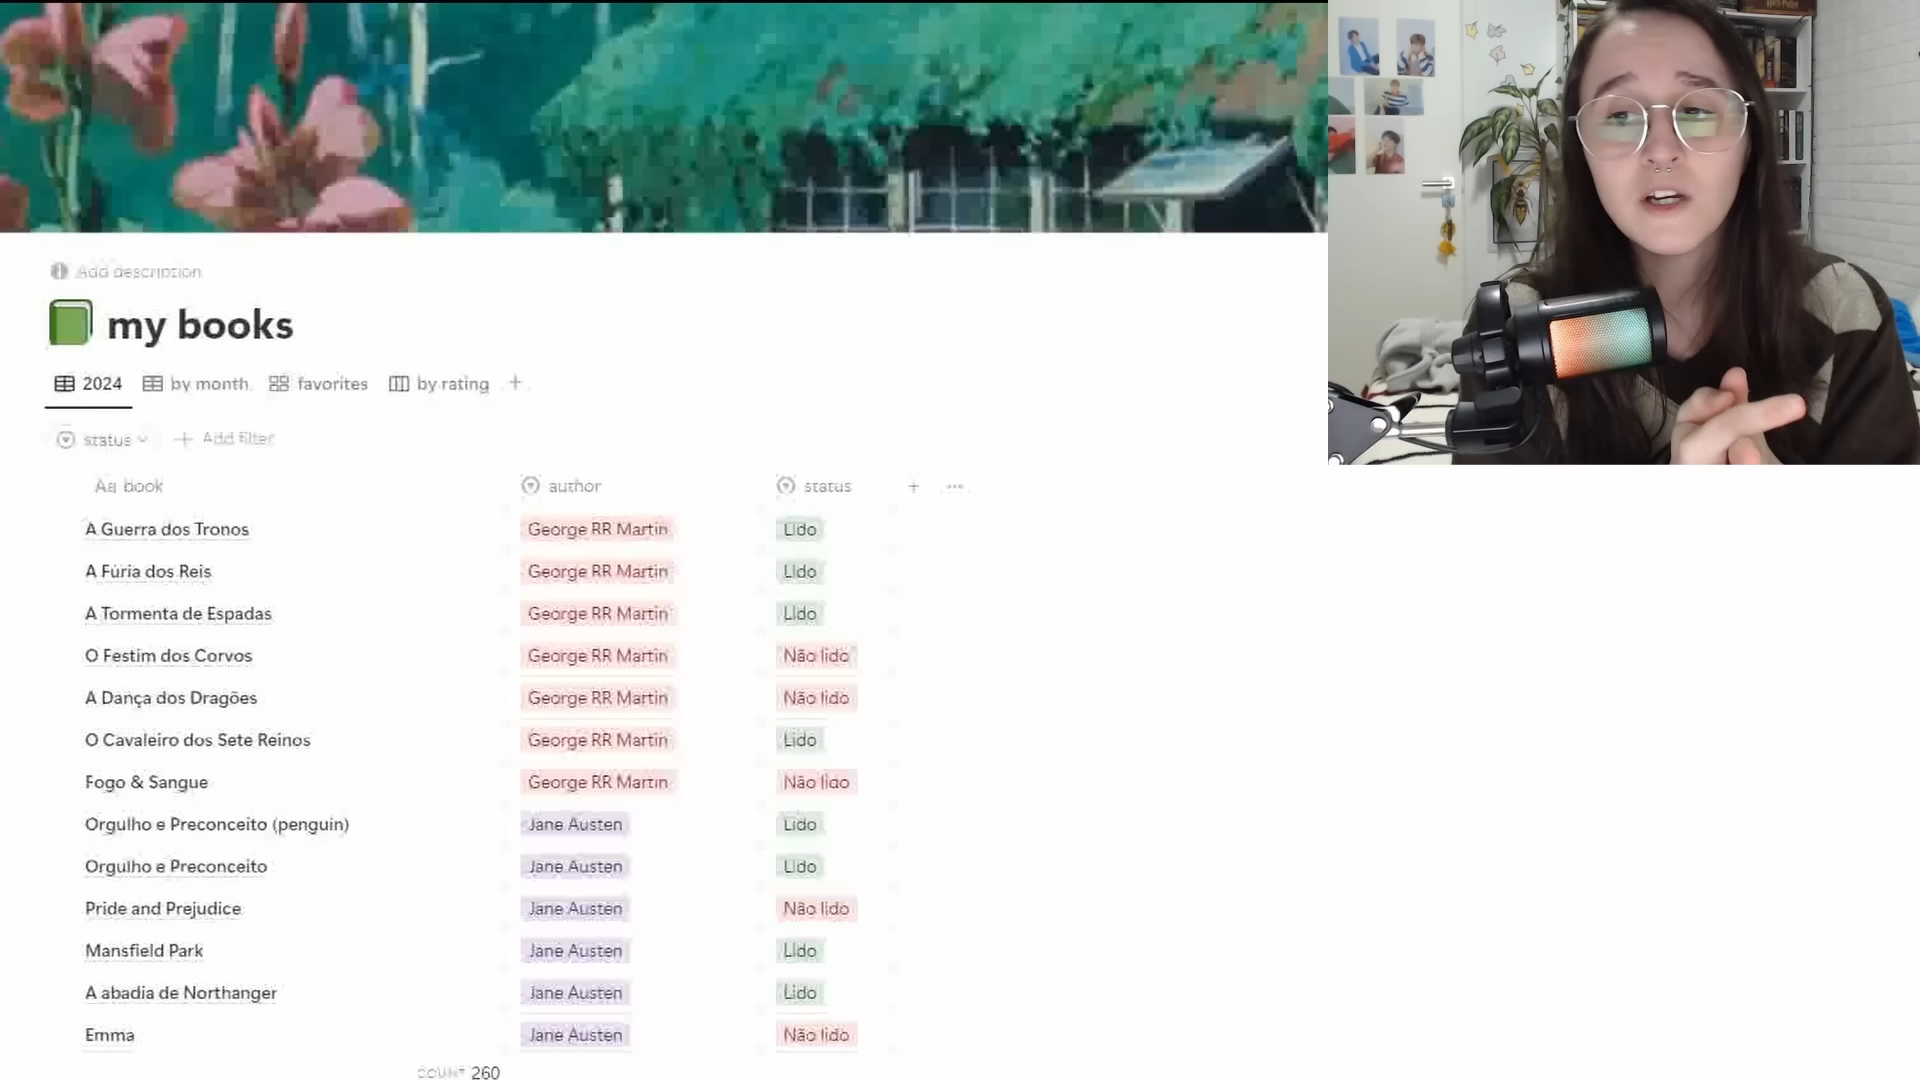 Add description
my books
2024 by month favorites by rating +
status + Add filter
Aa book author status + ...
A Guerra dos Tronos George RR Martin Lido
A Fúria dos Reis George RR Martin Lido
A Tormenta de Espadas George RR Martin Lido
O Festim dos Corvos George RR Martin Não lido
A Dança dos Dragões George RR Martin Não lido
O Cavaleiro dos Sete Reinos George RR Martin Lido
Fogo & Sangue George RR Martin Não lido
Orgulho e Preconceito (penguin) Jane Austen Lido
Orgulho e Preconceito Jane Austen Lido
Pride and Prejudice Jane Austen Não lido
Mansfield Park Jane Austen Lido
A abadia de Northanger Jane Austen Lido
Emma Jane Austen Não lido
COUNT 260